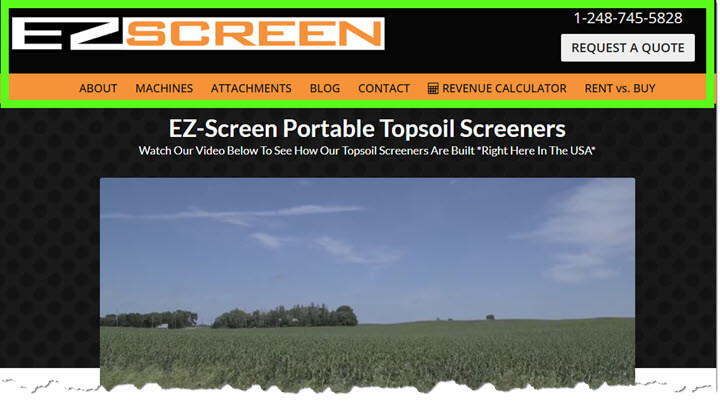 EZSCREEN
1-248-745-5828
REQUEST A QUOTE
ABOUT MACHINES ATTACHMENTS BLOG CONTACT REVENUE CALCULATOR RENT vs. BUY
EZ-Screen Portable Topsoil Screeners
Watch Our Video Below To See How Our Topsoil Screeners Are Built *Right Here In The USA*